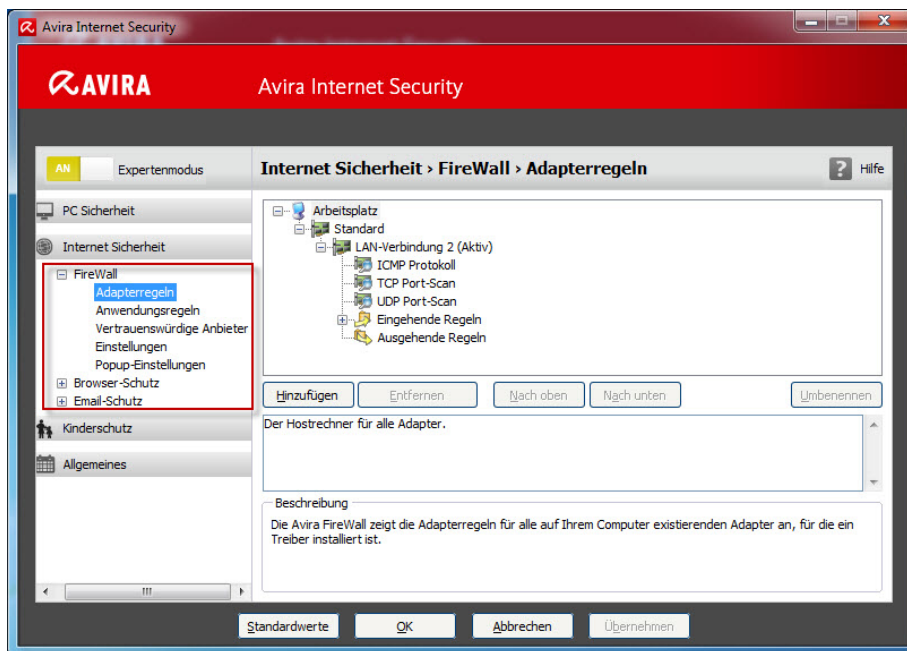 Avira Internet Security
AVIRA
Avira Internet Security
AN
Expertenmodus
Internet Sicherheit › FireWall › Adapterregeln
? Hilfe
PC Sicherheit
Internet Sicherheit
FireWall
Adapterregeln
Anwendungsregeln
Vertrauenswürdige Anbieter
Einstellungen
Popup-Einstellungen
Browser-Schutz
Email-Schutz
Kinderschutz
Allgemeines
Arbeitsplatz
Standard
LAN-Verbindung 2 (Aktiv)
ICMP Protokoll
TCP Port-Scan
UDP Port-Scan
Eingehende Regeln
Ausgehende Regeln
Hinzufügen
Entfernen
Nach oben
Nach unten
Umbenennen
Der Hostrechner für alle Adapter.
Beschreibung
Die Avira FireWall zeigt die Adapterregeln für alle auf Ihrem Computer existierenden Adapter an, für die ein
Treiber installiert ist.
Standardwerte
OK
Abbrechen
Übernehmen